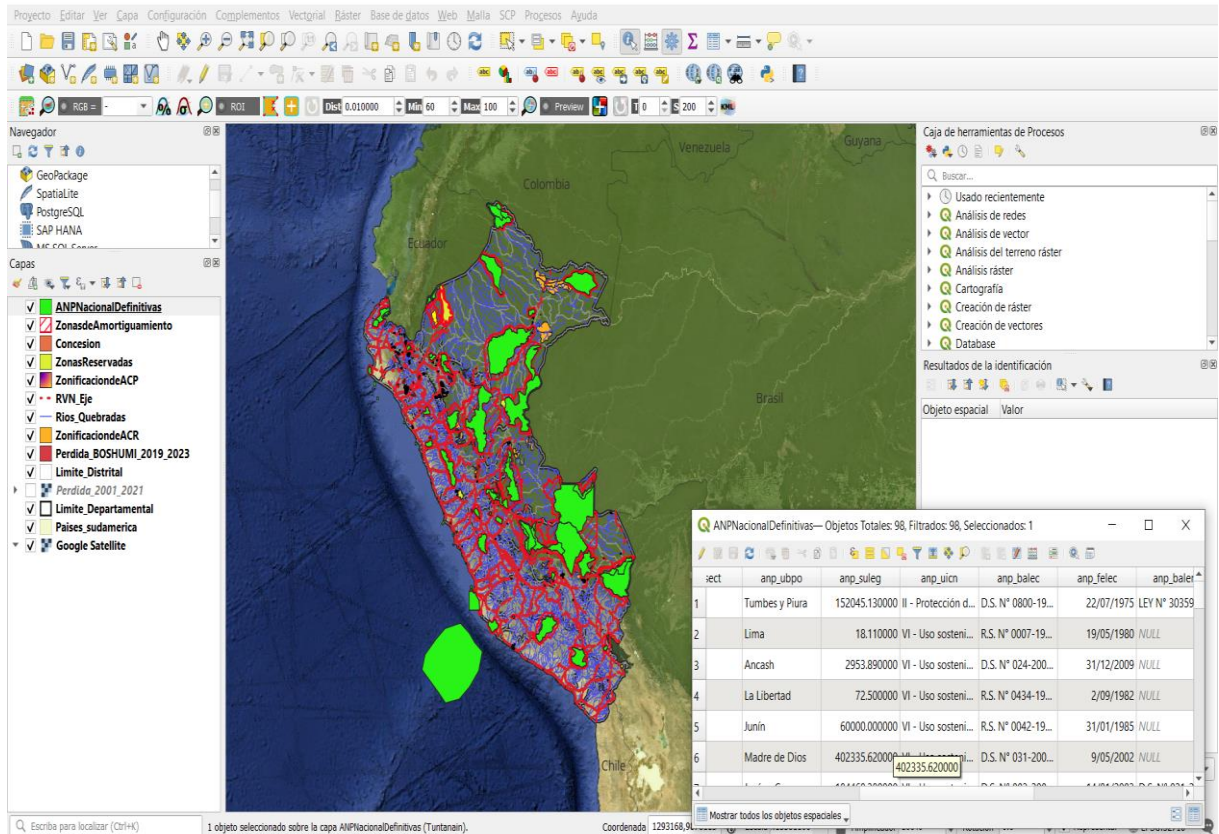 Proyecto Editar Ver Capa Configuración Complementos Vectorial Ráster Base de datos Web Malla SCP Procesos Ayuda
RGB = - ROI Dist 0.010000 Min 60 Max 100 Preview T 0 S 200
Navegador
GeoPackage
SpatiaLite
PostgreSQL
SAP HANA
MS SQL Server
Capas
ANPNacionalDefinitivas
ZonasdeAmortiguamiento
Concesion
ZonasReservadas
ZonificaciondeACP
RVN_Eje
Rios_Quebradas
ZonificaciondeACR
Perdida_BOSHUMI_2019_2023
Limite_Distrital
Perdida_2001_2021
Limite_Departamental
Paises_sudamerica
Google Satellite
Venezuela
Guyana
Colombia
Ecuador
Brasil
Chile
Caja de herramientas de Procesos
Buscar...
Usado recientemente
Análisis de redes
Análisis de vector
Análisis del terreno ráster
Análisis ráster
Cartografía
Creación de ráster
Creación de vectores
Database
Resultados de la identificación
Objeto espacial Valor
ANPNacionalDefinitivas— Objetos Totales: 98, Filtrados: 98, Seleccionados: 1
sect anp_ubpo anp_suleg anp_uicn anp_balec anp_felec anp_baler
1 Tumbes y Piura 152045.130000 II - Protección d... D.S. N° 0800-19... 22/07/1975 LEY N° 30359
2 Lima 18.110000 VI - Uso sosteni... R.S. N° 0007-19... 19/05/1980 NULL
3 Ancash 2953.890000 VI - Uso sosteni... D.S. N° 024-200... 31/12/2009 NULL
4 La Libertad 72.500000 VI - Uso sosteni... R.S. N° 0434-19... 2/09/1982 NULL
5 Junín 60000.000000 VI - Uso sosteni... R.S. N° 0042-19... 31/01/1985 NULL
6 Madre de Dios 402335.620000 D.S. N° 031-200... 9/05/2002 NULL
402335.620000
Mostrar todos los objetos espaciales
Escriba para localizar (Ctrl+K) 1 objeto seleccionado sobre la capa ANPNacionalDefinitivas (Tuntanain). Coordenada